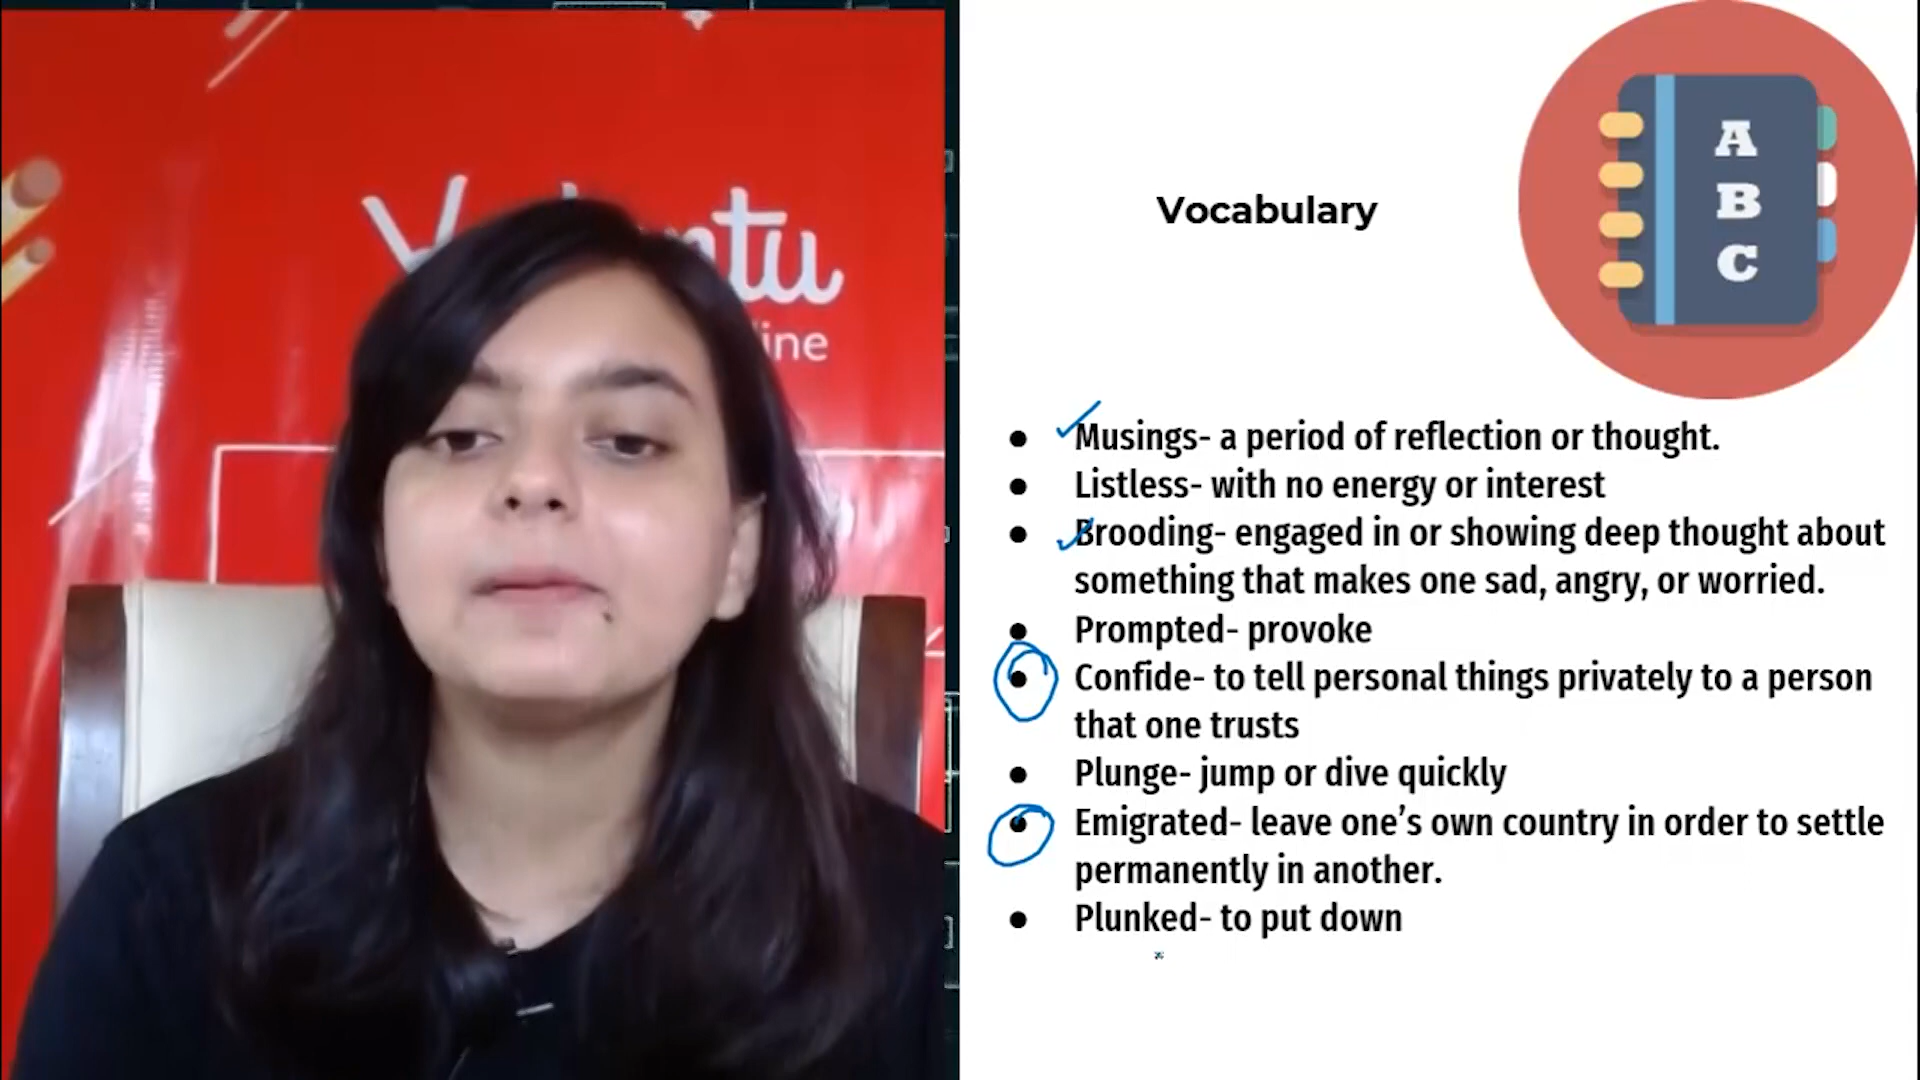 Vocabulary
A
B
C
Musings- a period of reflection or thought.
Listless- with no energy or interest
Brooding- engaged in or showing deep thought about
something that makes one sad, angry, or worried.
Prompted- provoke
Confide- to tell personal things privately to a person
that one trusts
Plunge- jump or dive quickly
Emigrated- leave one’s own country in order to settle
permanently in another.
Plunked- to put down